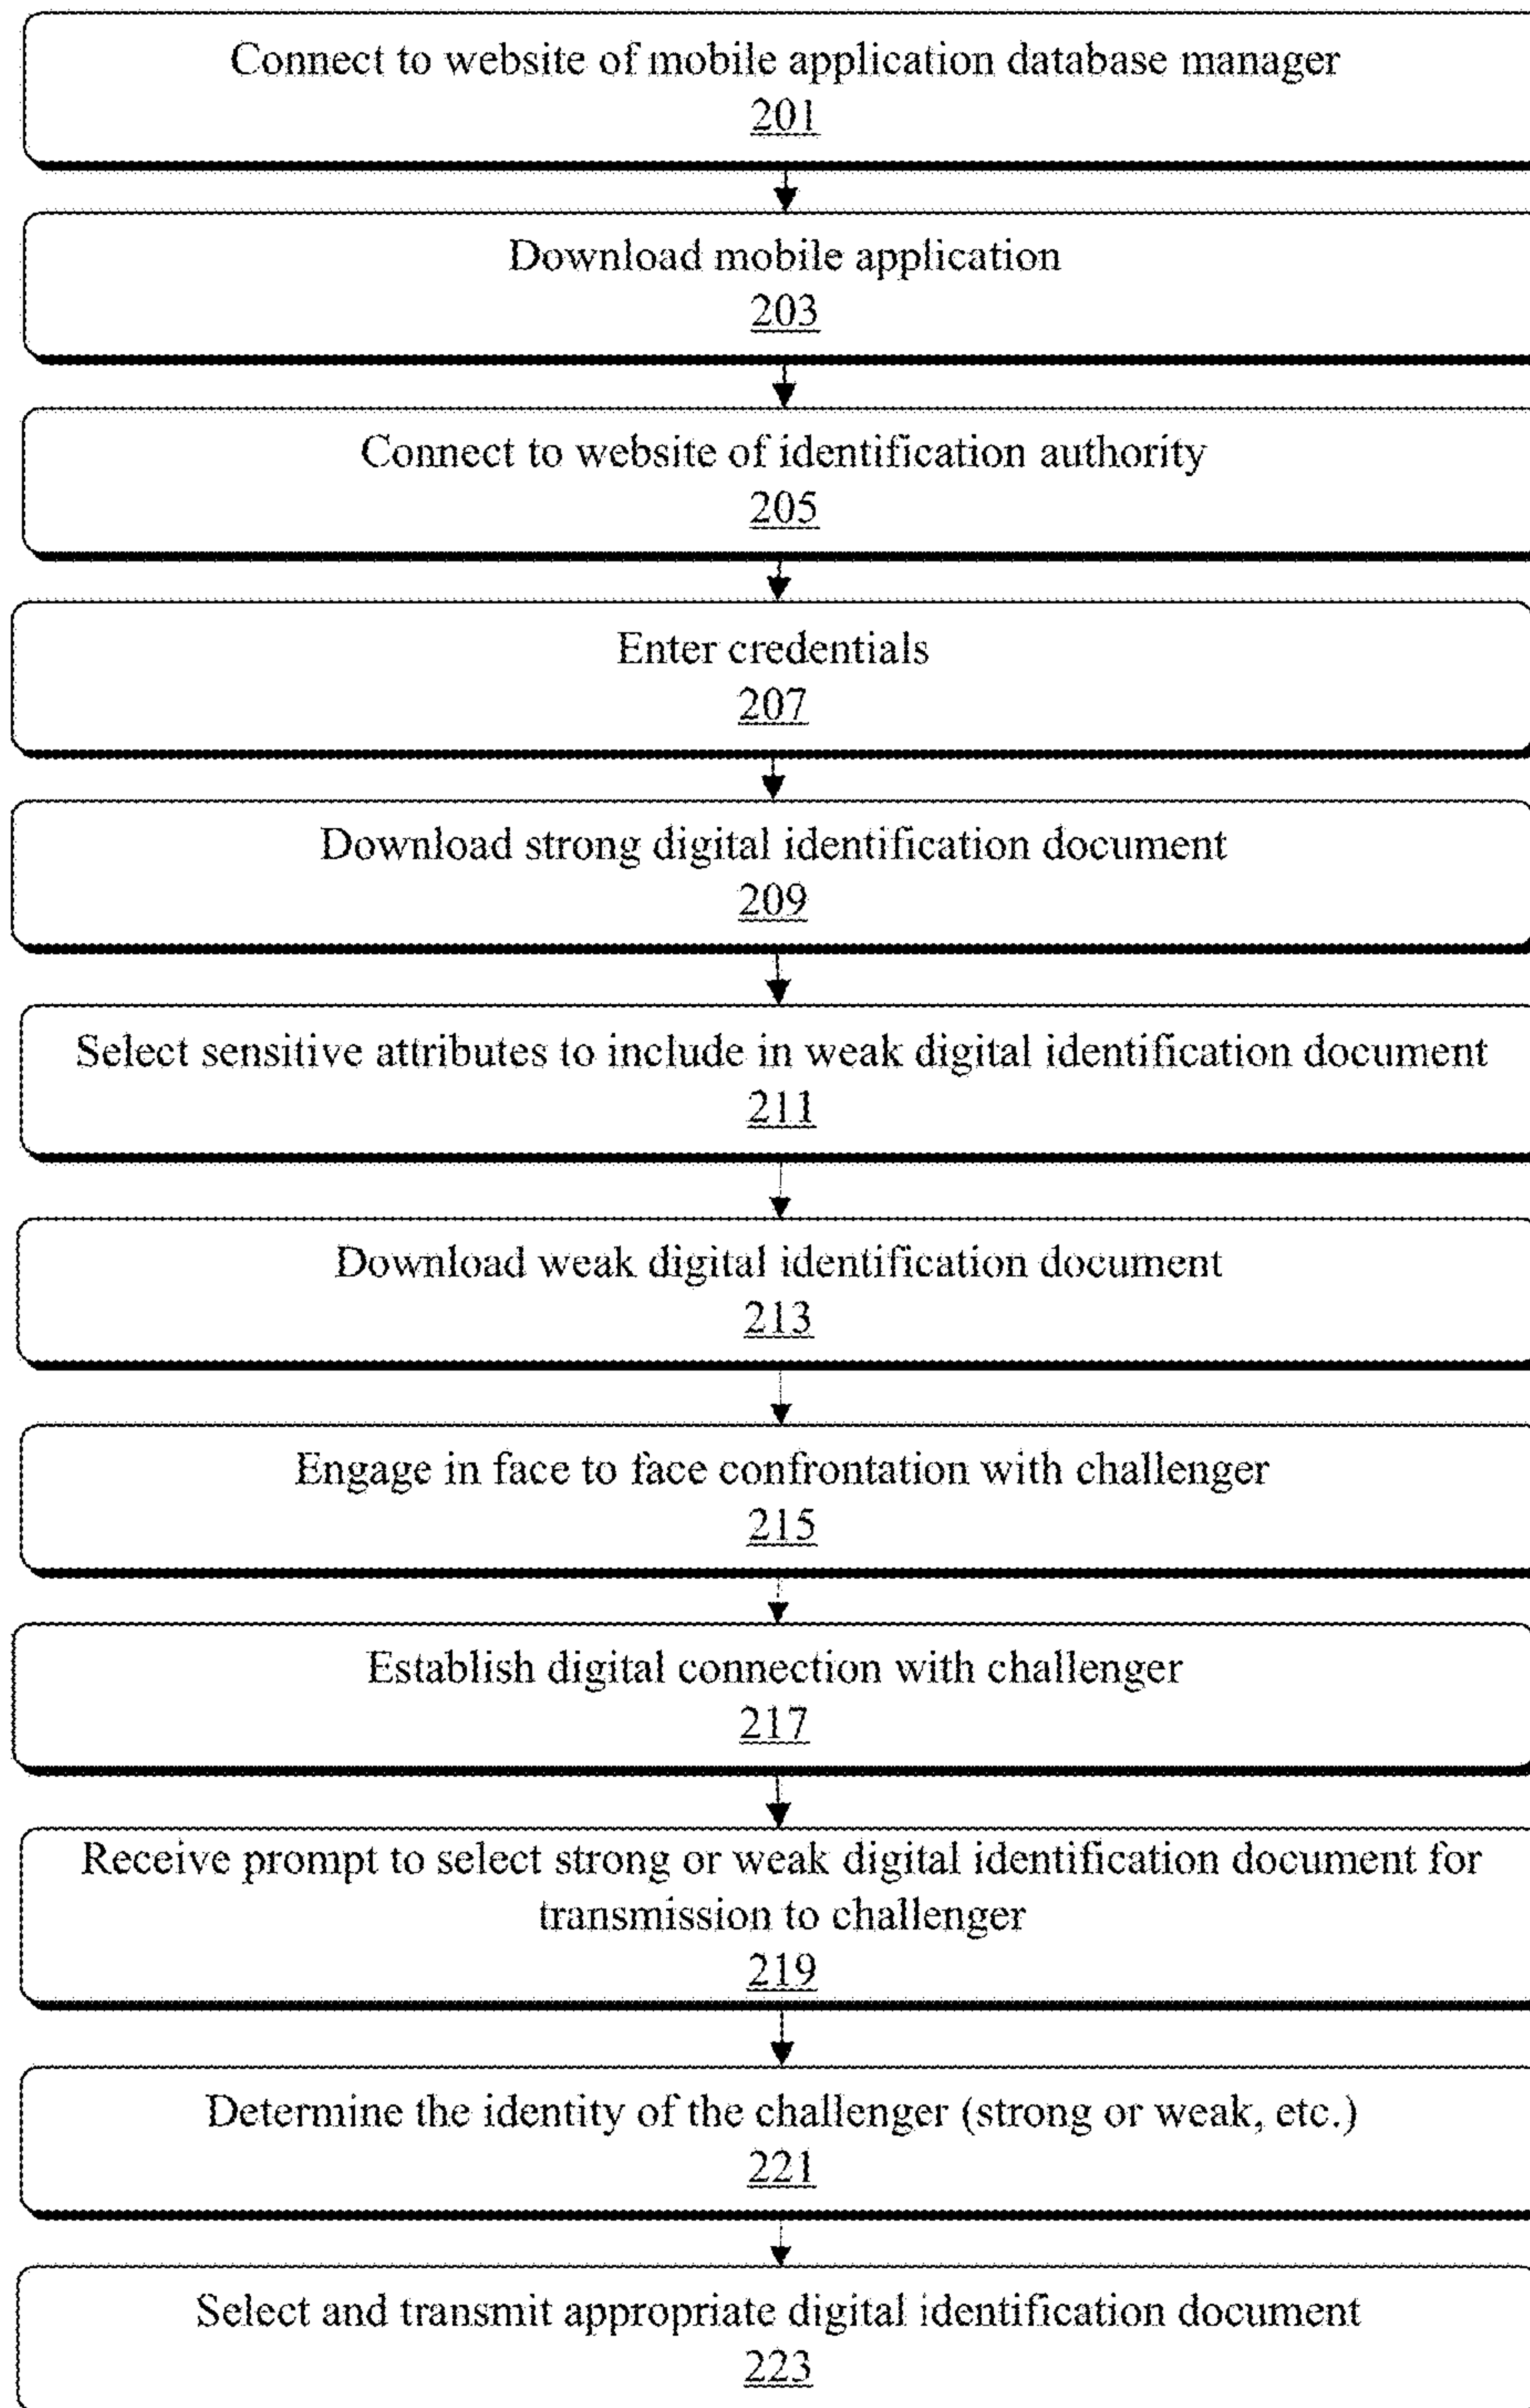 Connect to website of mobile application database manager
201
Download mobile application
203
Connect to website of identification authority
205
Enter credentials
207
Download strong digital identification document
209
Select sensitive attributes to include in weak digital identification document
211
Download weak digital identification document
213
Engage in face to face confrontation with challenger
215
Establish digital connection with challenger
217
Receive prompt to select strong or weak digital identification document for
transmission to challenger
219
Determine the identity of the challenger (strong or weak, etc.)
221
Select and transmit appropriate digital identification document
223